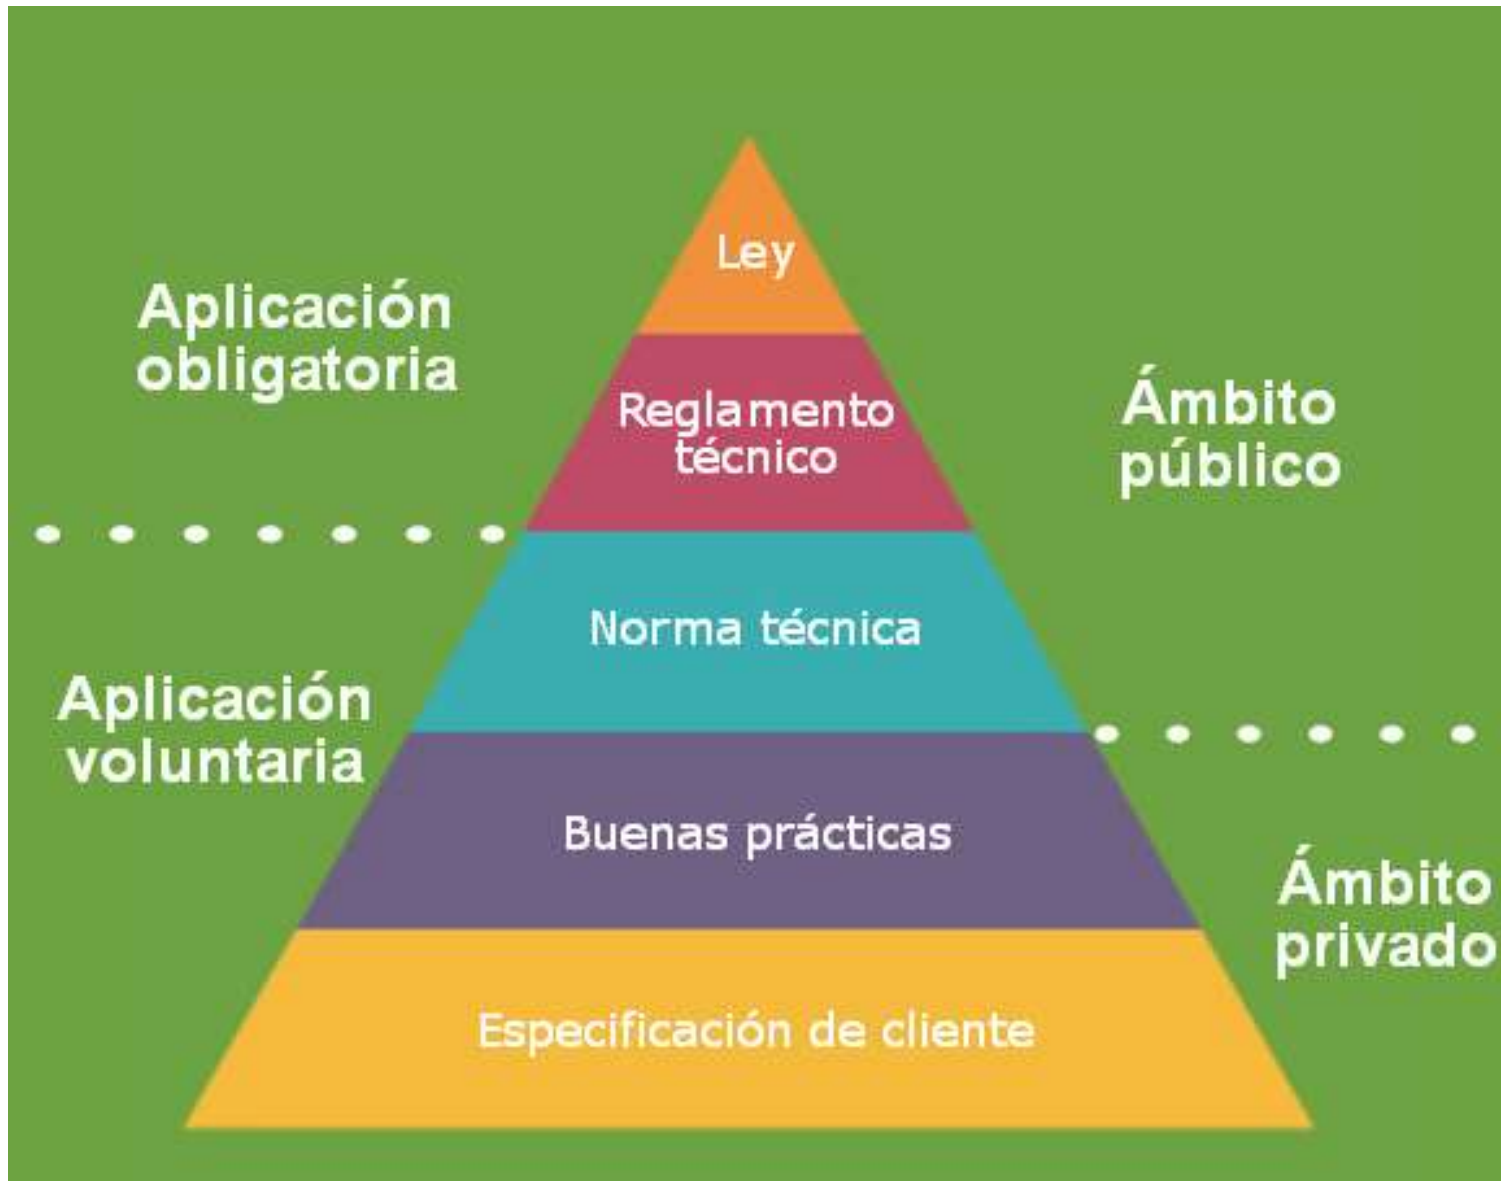 Ley
Aplicación
obligatoria
Reglamento
técnico
Ámbito
público
Norma técnica
Aplicación
voluntaria
Buenas prácticas
Ámbito
privado
Especificación de cliente